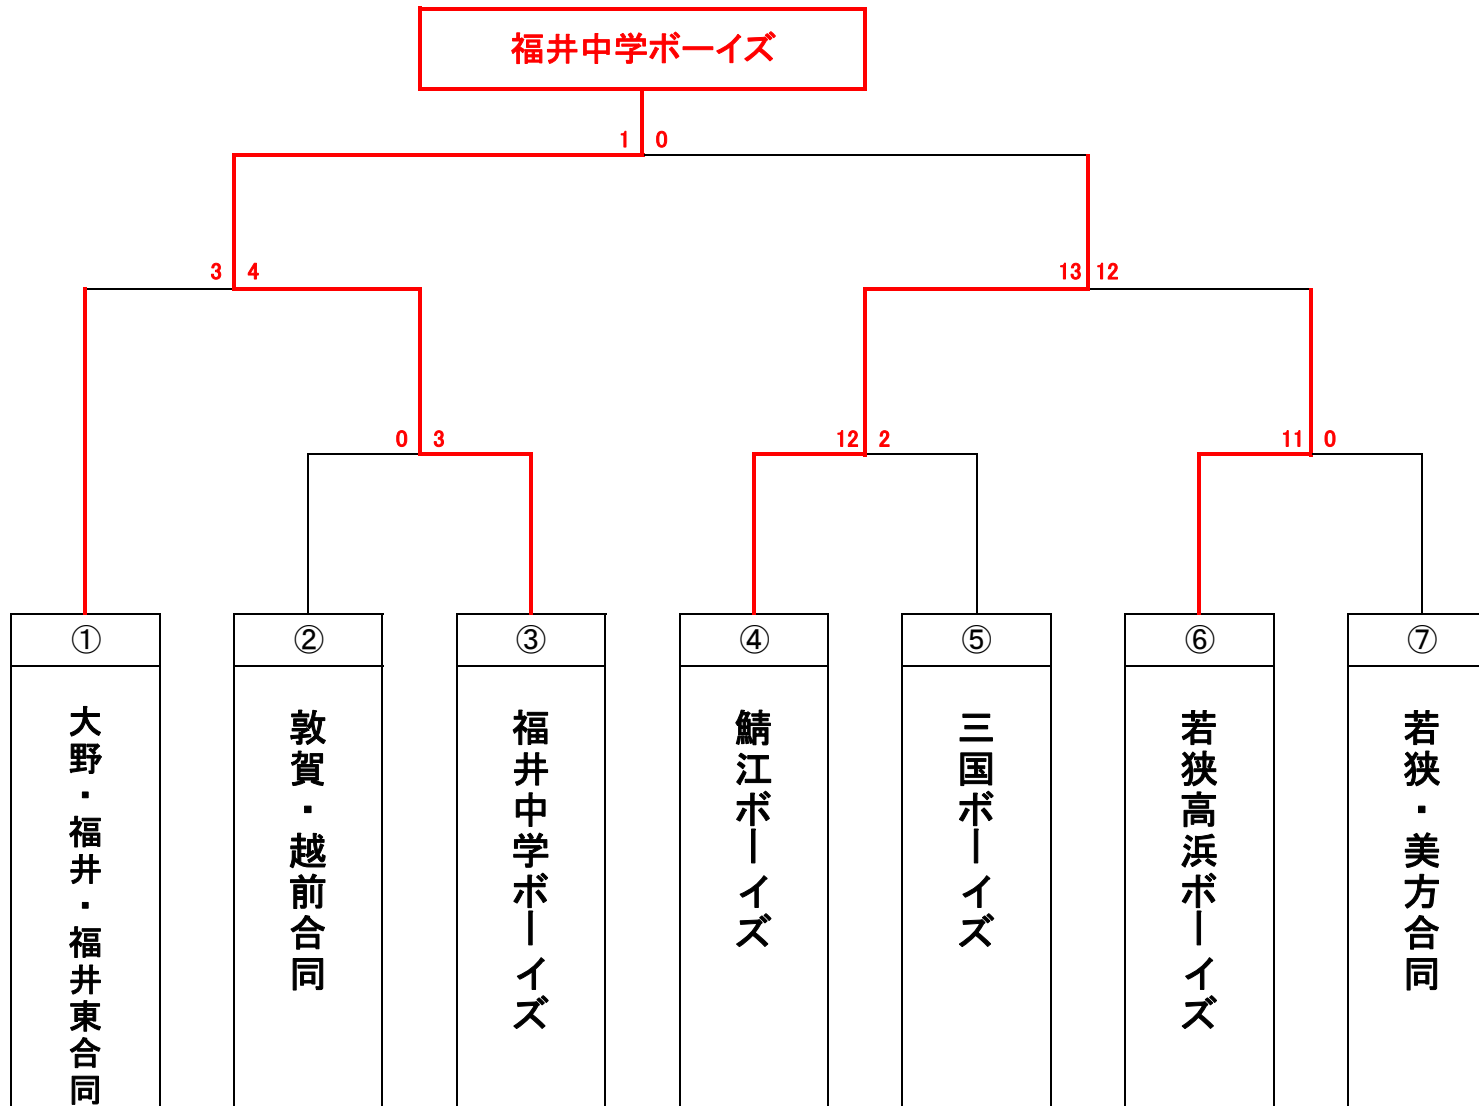 福井中学ボーイズ
1 0
3 4
13 12
0 3
12 2
11 0
① ② ③ ④ ⑤ ⑥ ⑦
大野・福井・福井東合同
敦賀・越前合同
福井中学ボーイズ
鯖江ボーイズ
三国ボーイズ
若狭高浜ボーイズ
若狭・美方合同